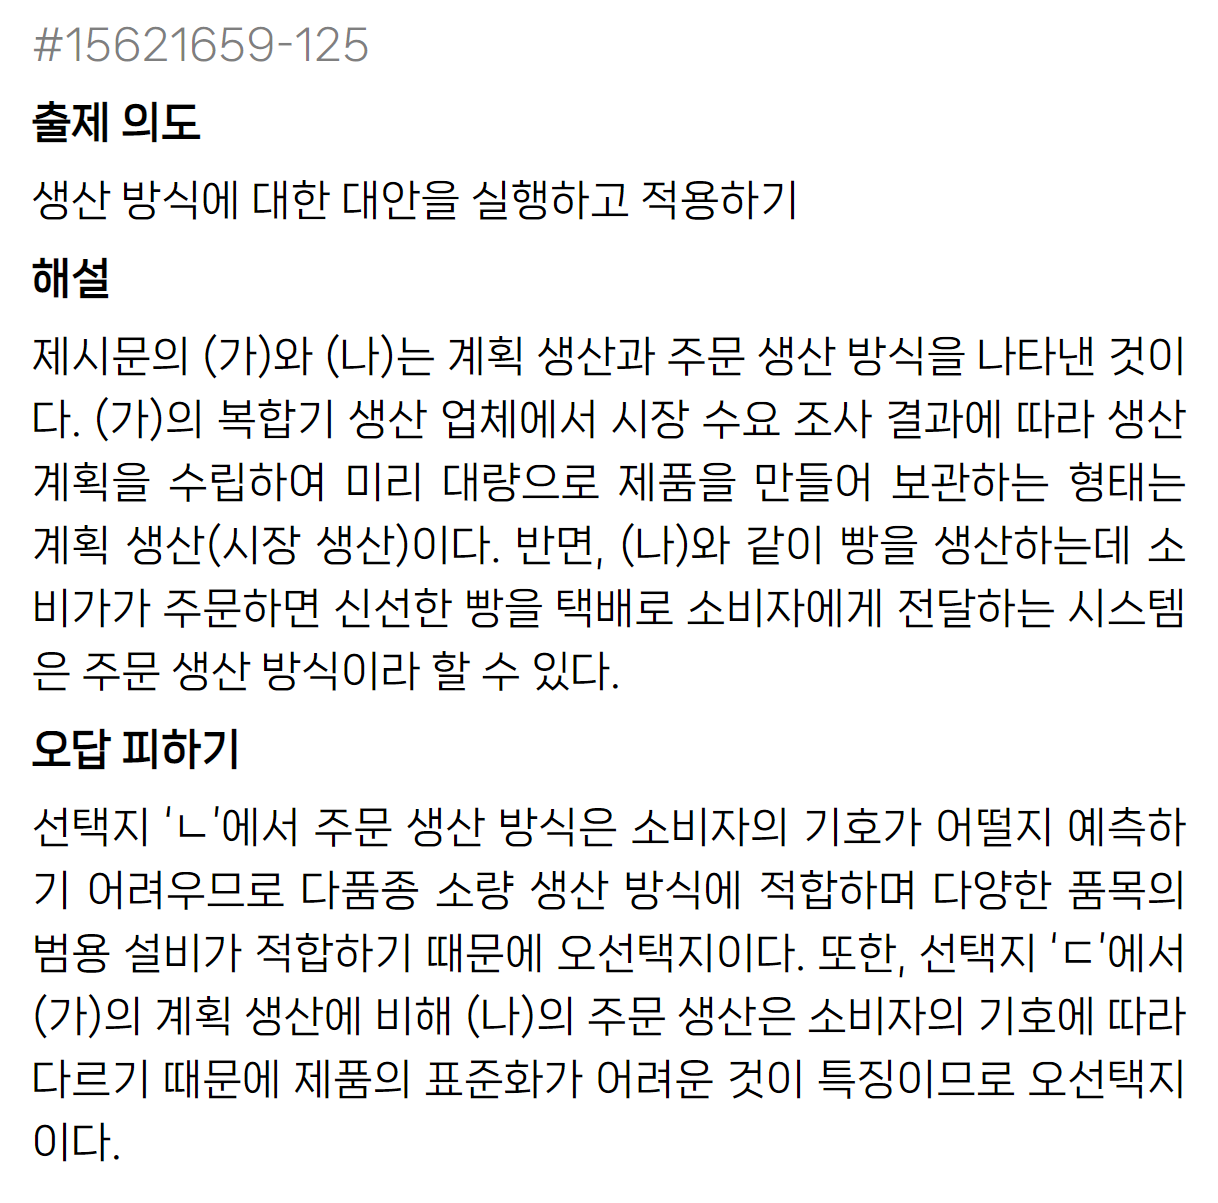 #15621659-125
출제 의도
생산 방식에 대한 대안을 실행하고 적용하기
해설
제시문의 (가)와 (나)는 계획 생산과 주문 생산 방식을 나타낸 것이
다. (가)의 복합기 생산 업체에서 시장 수요 조사 결과에 따라 생산
계획을 수립하여 미리 대량으로 제품을 만들어 보관하는 형태는
계획 생산(시장 생산)이다. 반면, (나)와 같이 빵을 생산하는데 소
비가가 주문하면 신선한 빵을 택배로 소비자에게 전달하는 시스템
은 주문 생산 방식이라 할 수 있다.
오답 피하기
선택지 'ㄴ'에서 주문 생산 방식은 소비자의 기호가 어떨지 예측하
기 어려우므로 다품종 소량 생산 방식에 적합하며 다양한 품목의
범용 설비가 적합하기 때문에 오선택지이다. 또한, 선택지 'ㄷ'에서
(가)의 계획 생산에 비해 (나)의 주문 생산은 소비자의 기호에 따라
다르기 때문에 제품의 표준화가 어려운 것이 특징이므로 오선택지
이다.